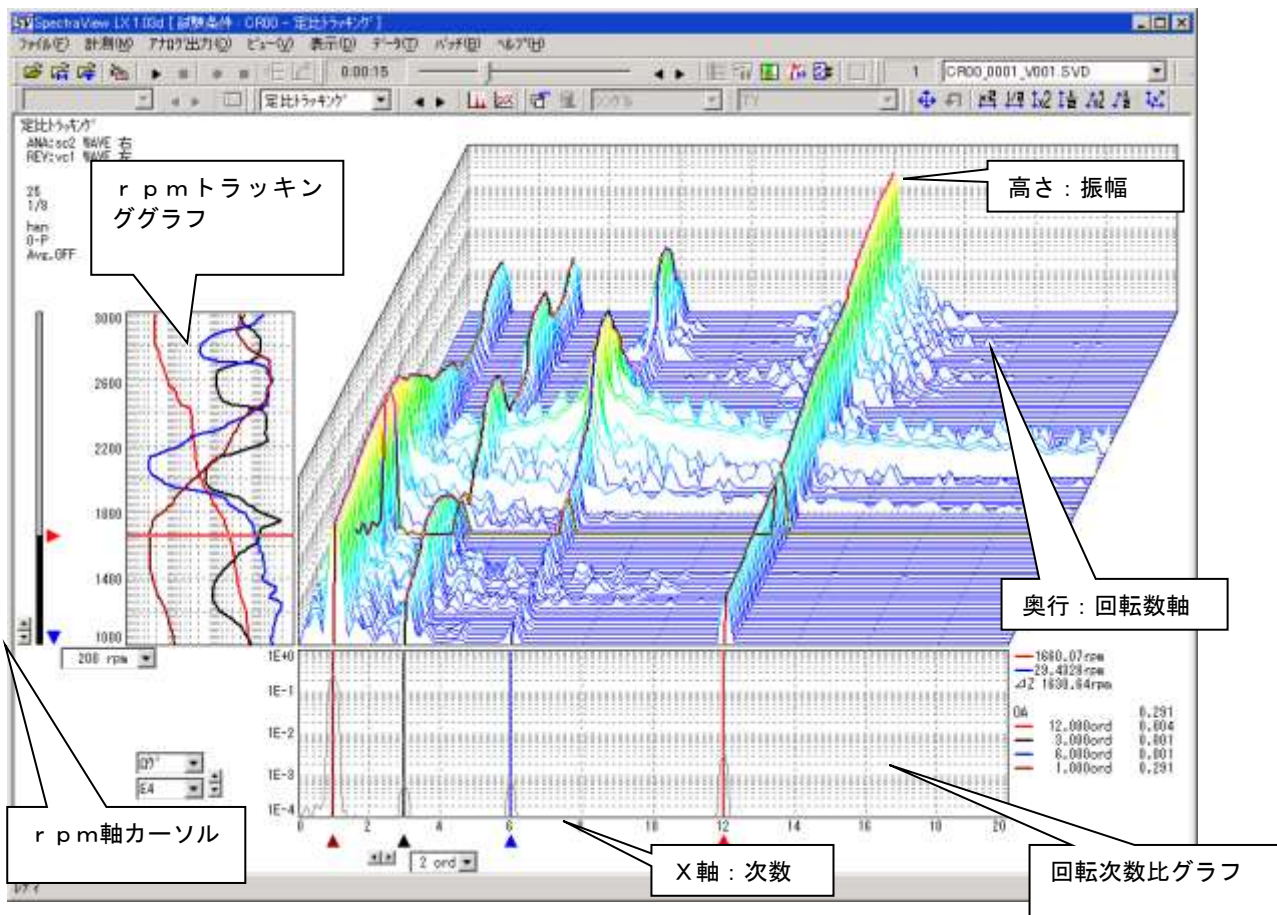 SpectraView LX 1.03d [ 試験条件 : CR00 - 定比ﾄﾗｯｷﾝｸﾞ ]
ﾌｧｲﾙ(F) 計測(M) ｱﾅﾛｸﾞ出力(O) ﾋﾞｭｰ(V) 表示(D) ﾃﾞｰﾀ(T) ﾊﾞｯﾁ(B) ﾍﾙﾌﾟ(H)
0:00:15 1 CR00_0001_V001.SVD
定比ﾄﾗｯｷﾝｸﾞ
定比ﾄﾗｯｷﾝｸﾞ
ANA:sc2 WAVE 右
REV:vc1 WAVE 左
25
1/8
han
0-P
Avg.OFF
ｒｐｍトラッキン
ググラフ
高さ：振幅
3000
2600
2200
1800
1400
1000
奥行：回転数軸
200 rpm
1E+0
1E-1
1E-2
1E-3
1E-4
1660.07rpm
29.4328rpm
⊿Z 1630.64rpm
OA 0.291
12.000ord 0.004
3.000ord 0.001
6.000ord 0.001
1.000ord 0.291
ﾛｸﾞ
E4
0 2 4 6 8 10 12 14 16 18 20
2 ord
ｒｐｍ軸カーソル
Ｘ軸：次数
回転次数比グラフ
ﾚﾃﾞｨ